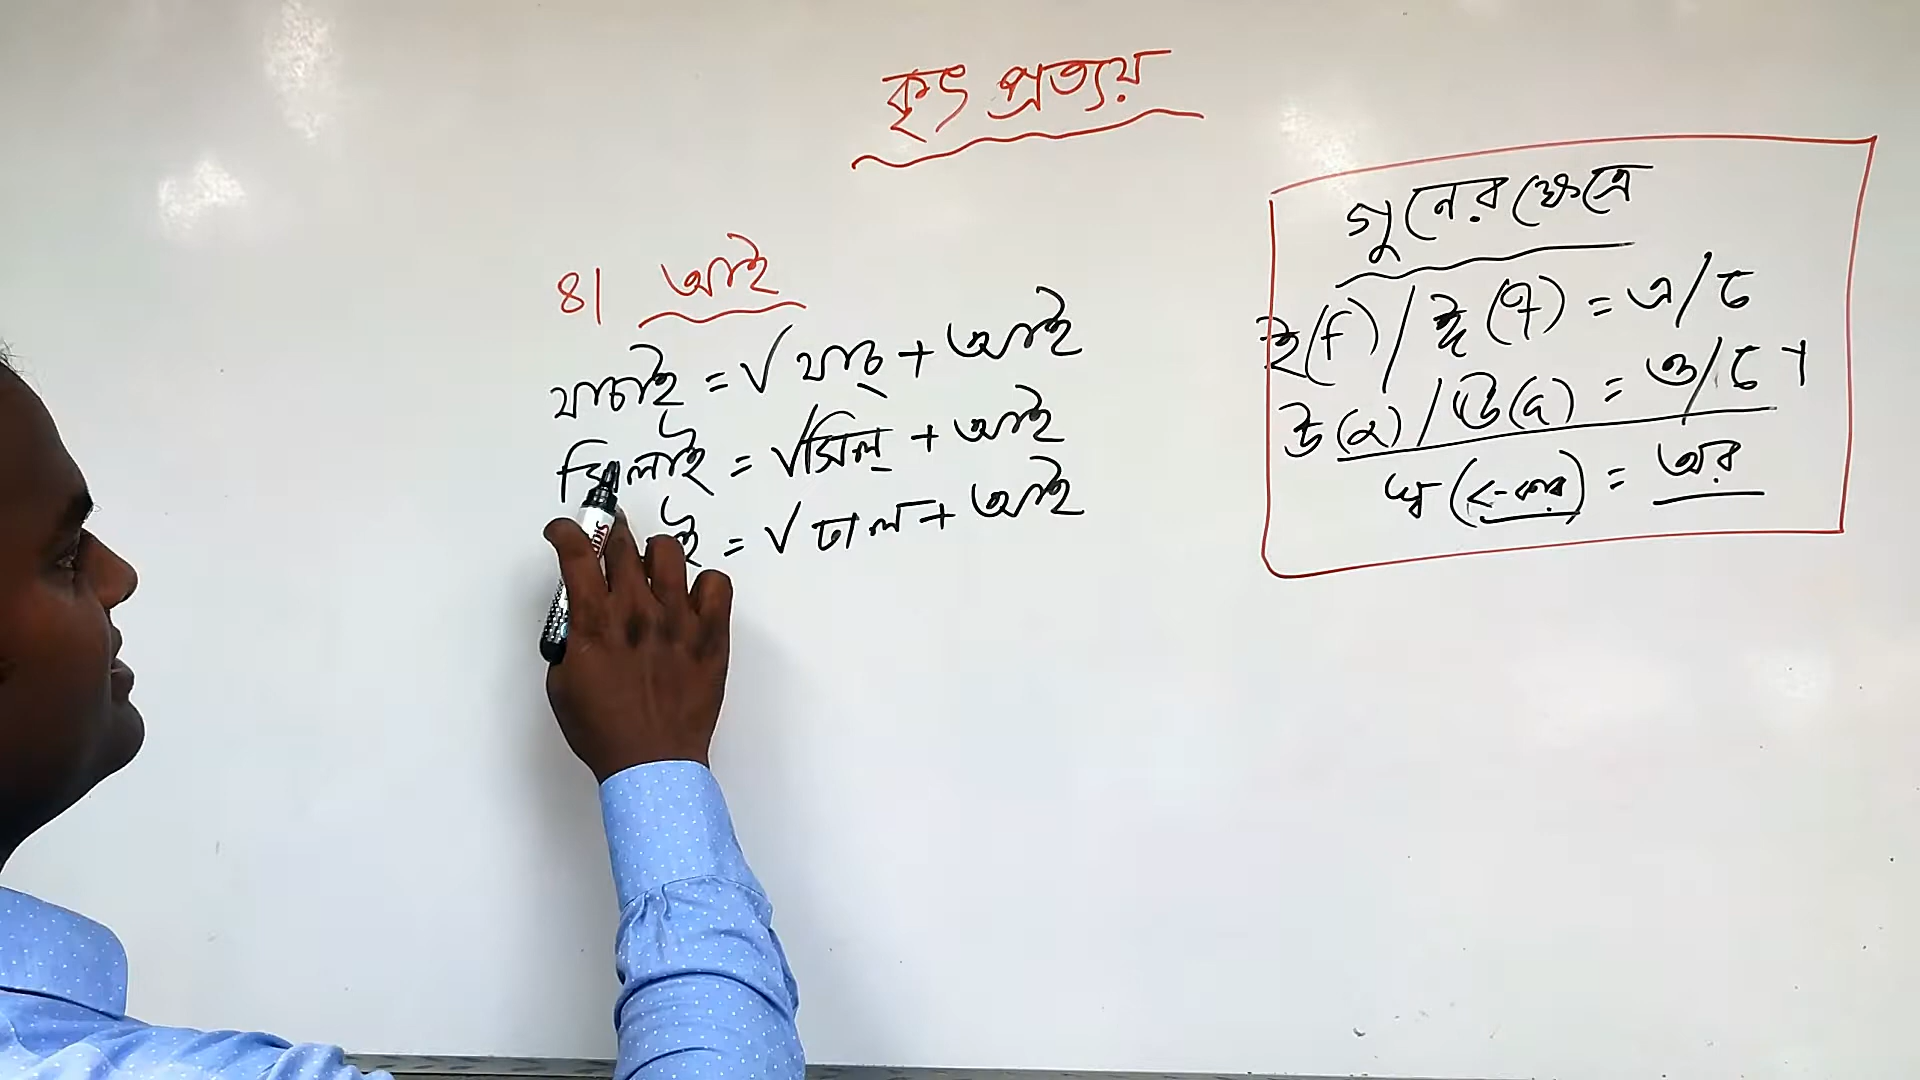 কৃৎ প্রত্যয়
৪। আই
যাচাই = √যাচ্ + আই
সিলাই = √সিল্ + আই
ই = √ঢাল + আই
গুনের ক্ষেত্রে
ই(ি) / ঈ(ী) = এ/ে
উ(ু) / ঊ(ূ) = ও/ো
ঋ (ৃ-কার) = অর